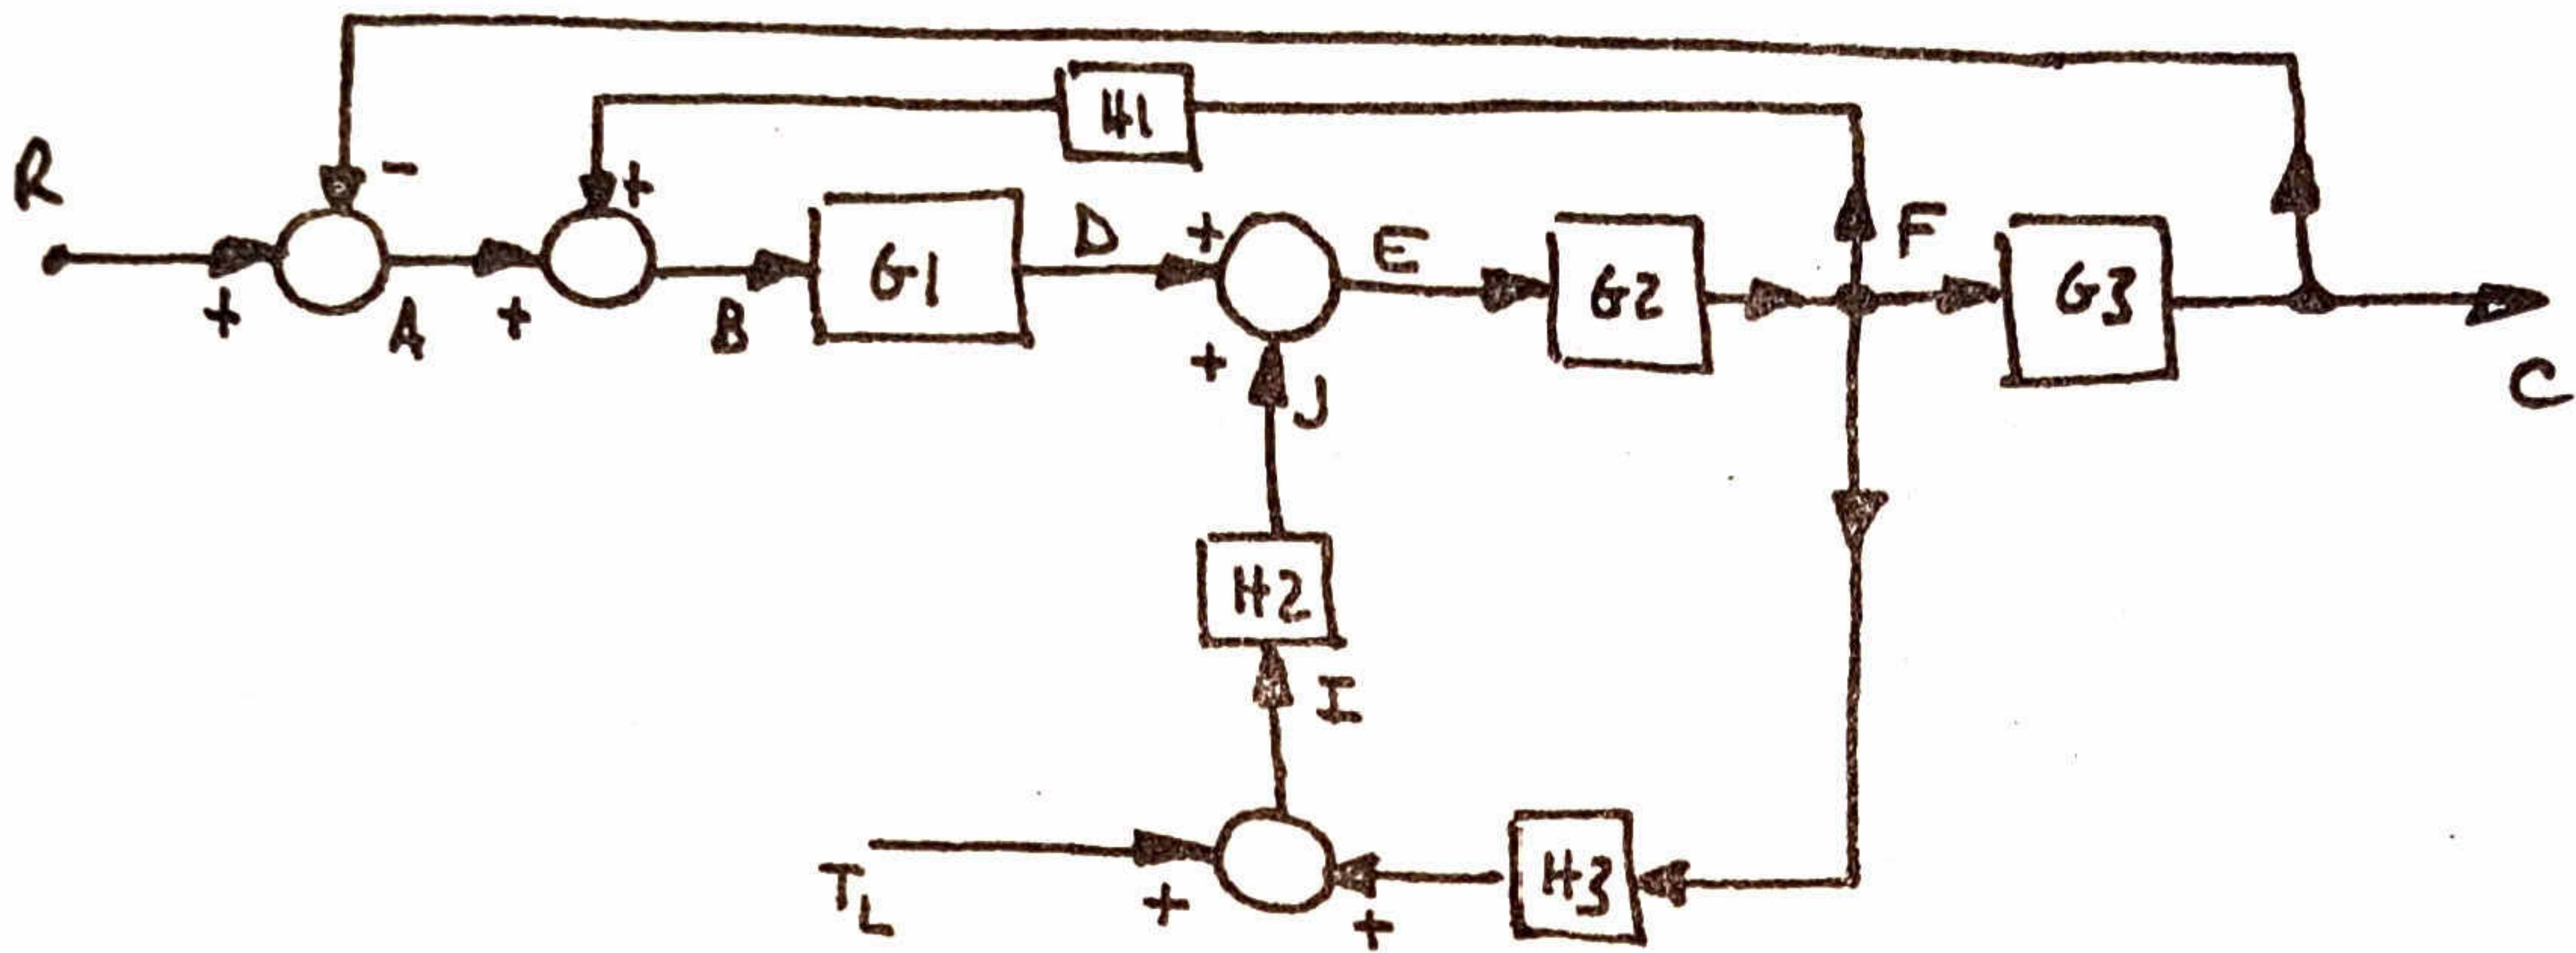 H1
R
-
+
+
A
+
B
G1
D
+
+
J
E
G2
F
G3
C
H2
I
TL
+
+
H3